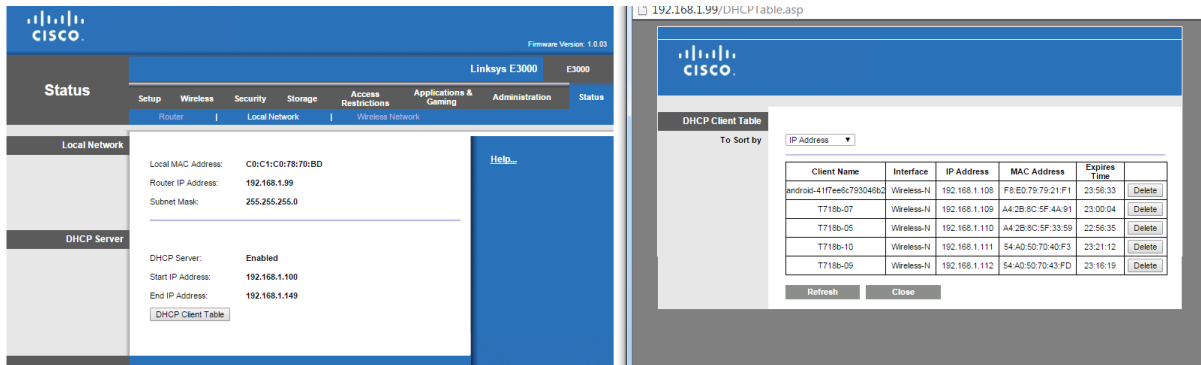 CISCO.
Firmware Version: 1.0.03
Linksys E3000 E3000
Status
Setup Wireless Security Storage Access Restrictions Applications & Gaming Administration Status
Router | Local Network | Wireless Network
Local Network
Local MAC Address: C0:C1:C0:78:70:BD
Router IP Address: 192.168.1.99
Subnet Mask: 255.255.255.0
Help...
DHCP Server
DHCP Server: Enabled
Start IP Address: 192.168.1.100
End IP Address: 192.168.1.149
DHCP Client Table
192.168.1.99/DHCPTable.asp
CISCO.
DHCP Client Table
To Sort by IP Address
Client Name Interface IP Address MAC Address Expires Time
android-41f7ee6c793046b2 Wireless-N 192.168.1.108 F8:E0:79:79:21:F1 23:56:33 Delete
T718b-07 Wireless-N 192.168.1.109 A4:2B:8C:5F:4A:91 23:00:04 Delete
T718b-05 Wireless-N 192.168.1.110 A4:2B:8C:5F:33:59 22:56:35 Delete
T718b-10 Wireless-N 192.168.1.111 54:A0:50:70:40:F3 23:21:12 Delete
T718b-09 Wireless-N 192.168.1.112 54:A0:50:70:43:FD 23:16:19 Delete
Refresh Close